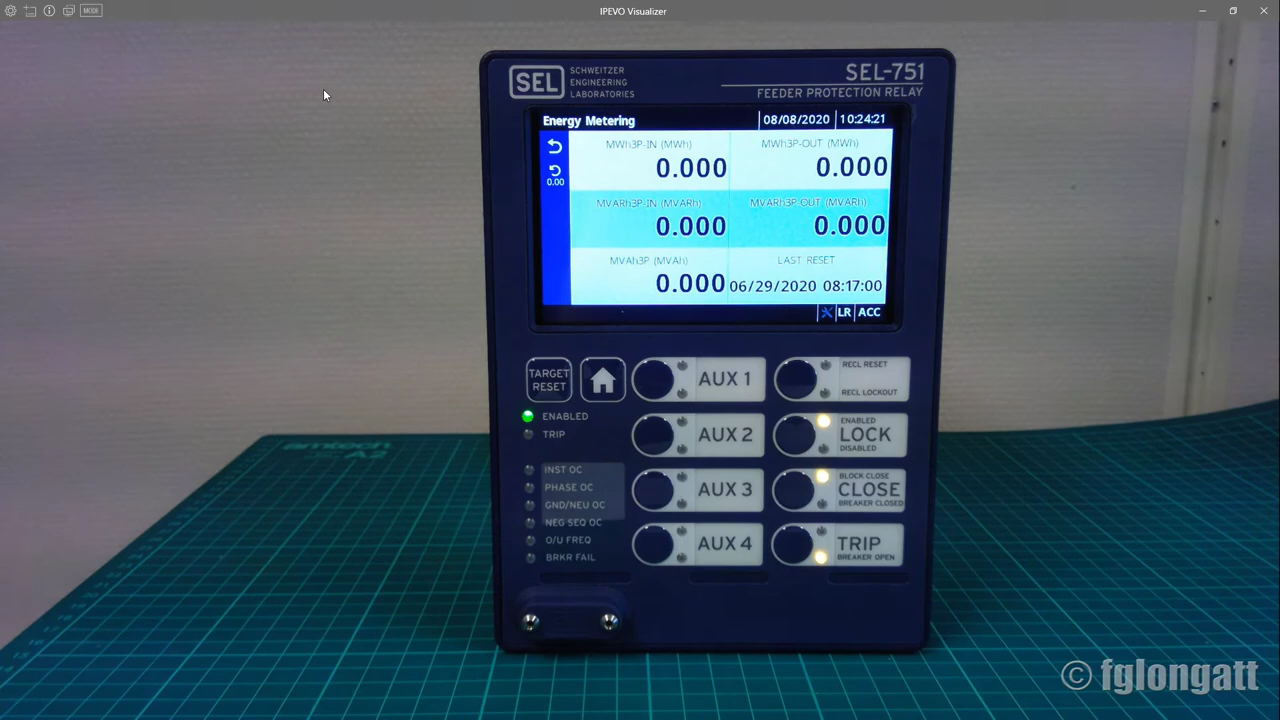 IPEVO Visualizer
MODE
SEL
SCHWEITZER
ENGINEERING
LABORATORIES
SEL-751
FEEDER PROTECTION RELAY
Energy Metering
08/08/2020
10:24:21
MWh3P-IN (MWh)
0.000
MWh3P-OUT (MWh)
0.000
0.00
MVARh3P-IN (MVARh)
0.000
MVARh3P-OUT (MVARh)
0.000
MVAh3P (MVAh)
0.000
LAST RESET
06/29/2020 08:17:00
LR
ACC
TARGET
RESET
AUX 1
RECL RESET
RECL LOCKOUT
ENABLED
TRIP
AUX 2
ENABLED
LOCK
DISABLED
INST OC
PHASE OC
GND/NEU OC
NEG SEQ OC
O/U FREQ
BRKR FAIL
AUX 3
BLOCK CLOSE
CLOSE
BREAKER CLOSED
AUX 4
TRIP
BREAKER OPEN
A2
© fglongatt